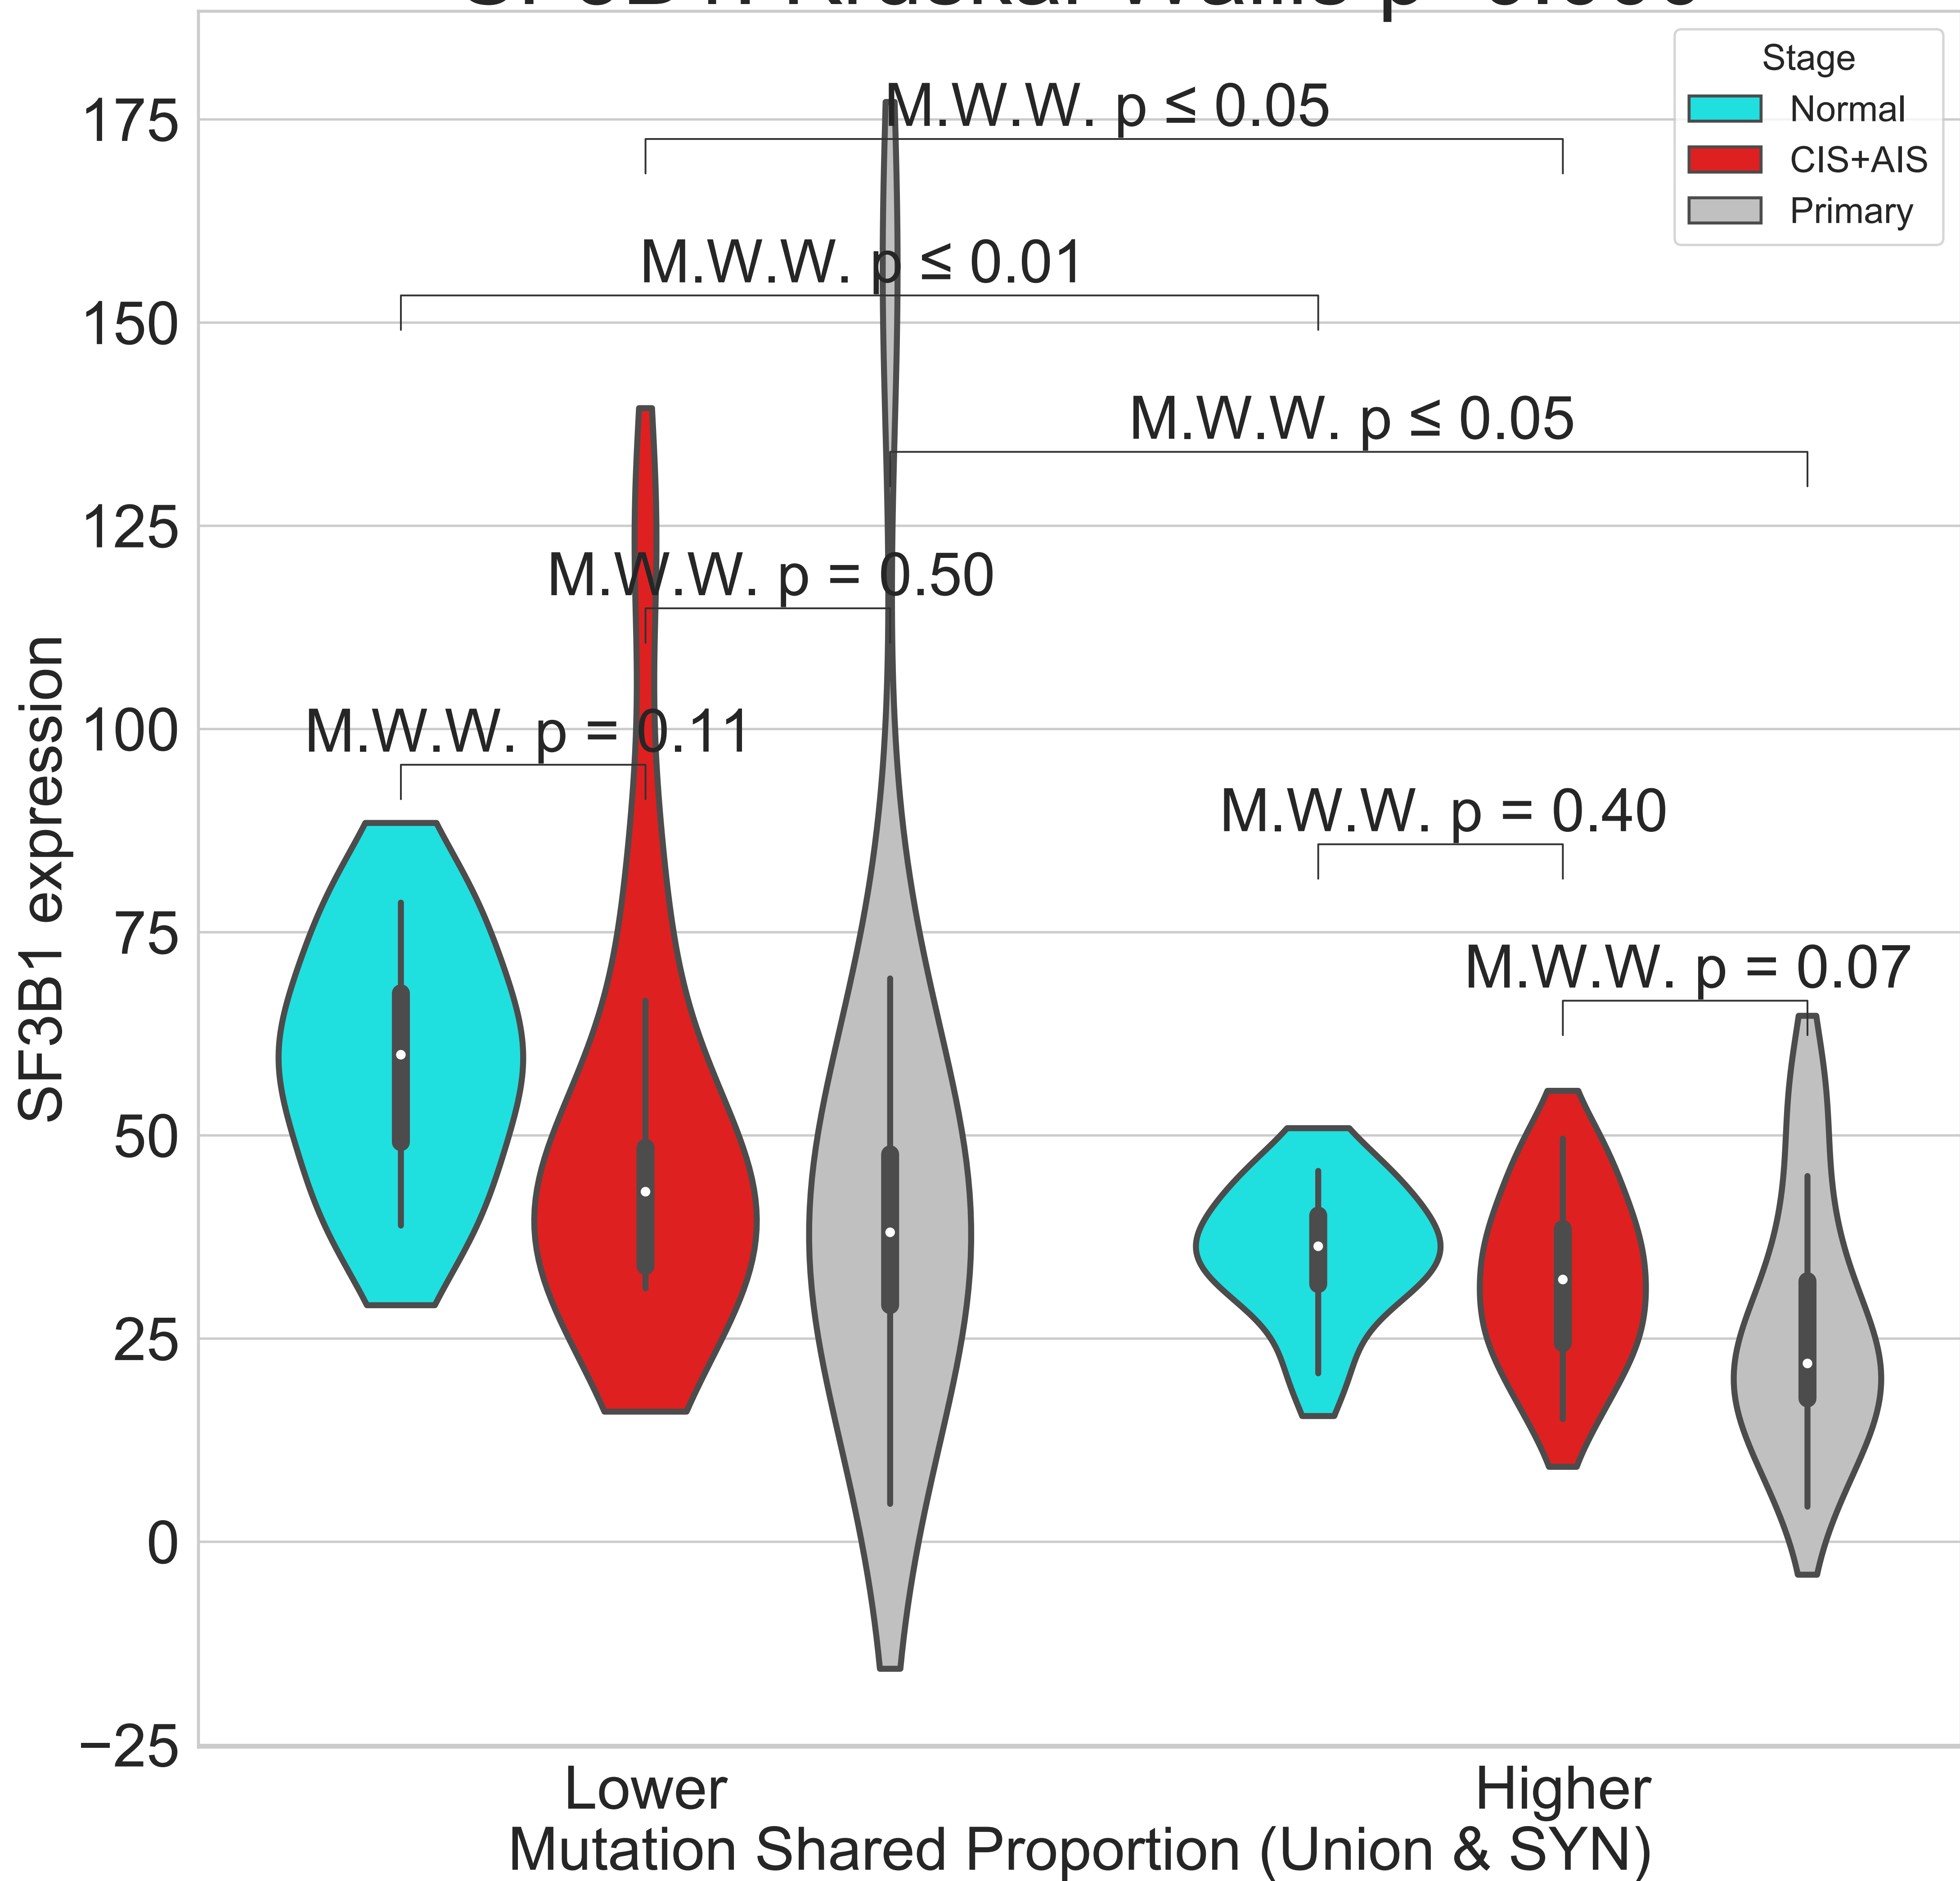 Stage
Normal
CIS+AIS
Primary
M.W.W. p ≤ 0.05
M.W.W. p ≤ 0.01
M.W.W. p ≤ 0.05
M.W.W. p = 0.50
M.W.W. p = 0.11
M.W.W. p = 0.40
M.W.W. p = 0.07
175
150
125
100
75
50
25
0
−25
SF3B1 expression
Lower
Higher
Mutation Shared Proportion (Union & SYN)